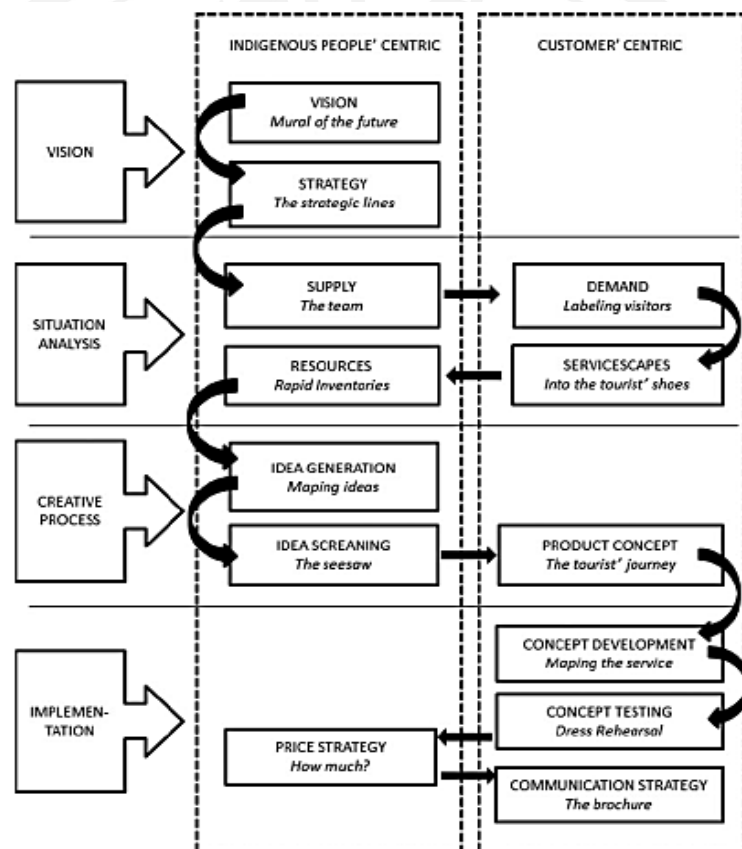 INDIGENOUS PEOPLE' CENTRIC
CUSTOMER' CENTRIC
VISION
VISION
Mural of the future
STRATEGY
The strategic lines
SITUATION
ANALYSIS
SUPPLY
The team
DEMAND
Labeling visitors
RESOURCES
Rapid Inventories
SERVICESCAPES
Into the tourist' shoes
CREATIVE
PROCESS
IDEA GENERATION
Maping ideas
IDEA SCREANING
The seesaw
PRODUCT CONCEPT
The tourist' journey
IMPLEMEN-
TATION
CONCEPT DEVELOPMENT
Maping the service
CONCEPT TESTING
Dress Rehearsal
PRICE STRATEGY
How much?
COMMUNICATION STRATEGY
The brochure